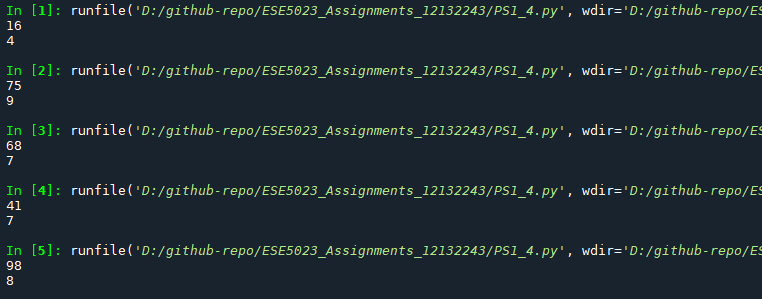 In [1]: runfile('D:/github-repo/ESE5023_Assignments_12132243/PS1_4.py', wdir='D:/github-repo/ES
16
4
In [2]: runfile('D:/github-repo/ESE5023_Assignments_12132243/PS1_4.py', wdir='D:/github-repo/ES
75
9
In [3]: runfile('D:/github-repo/ESE5023_Assignments_12132243/PS1_4.py', wdir='D:/github-repo/ES
68
7
In [4]: runfile('D:/github-repo/ESE5023_Assignments_12132243/PS1_4.py', wdir='D:/github-repo/ES
41
7
In [5]: runfile('D:/github-repo/ESE5023_Assignments_12132243/PS1_4.py', wdir='D:/github-repo/ES
98
8